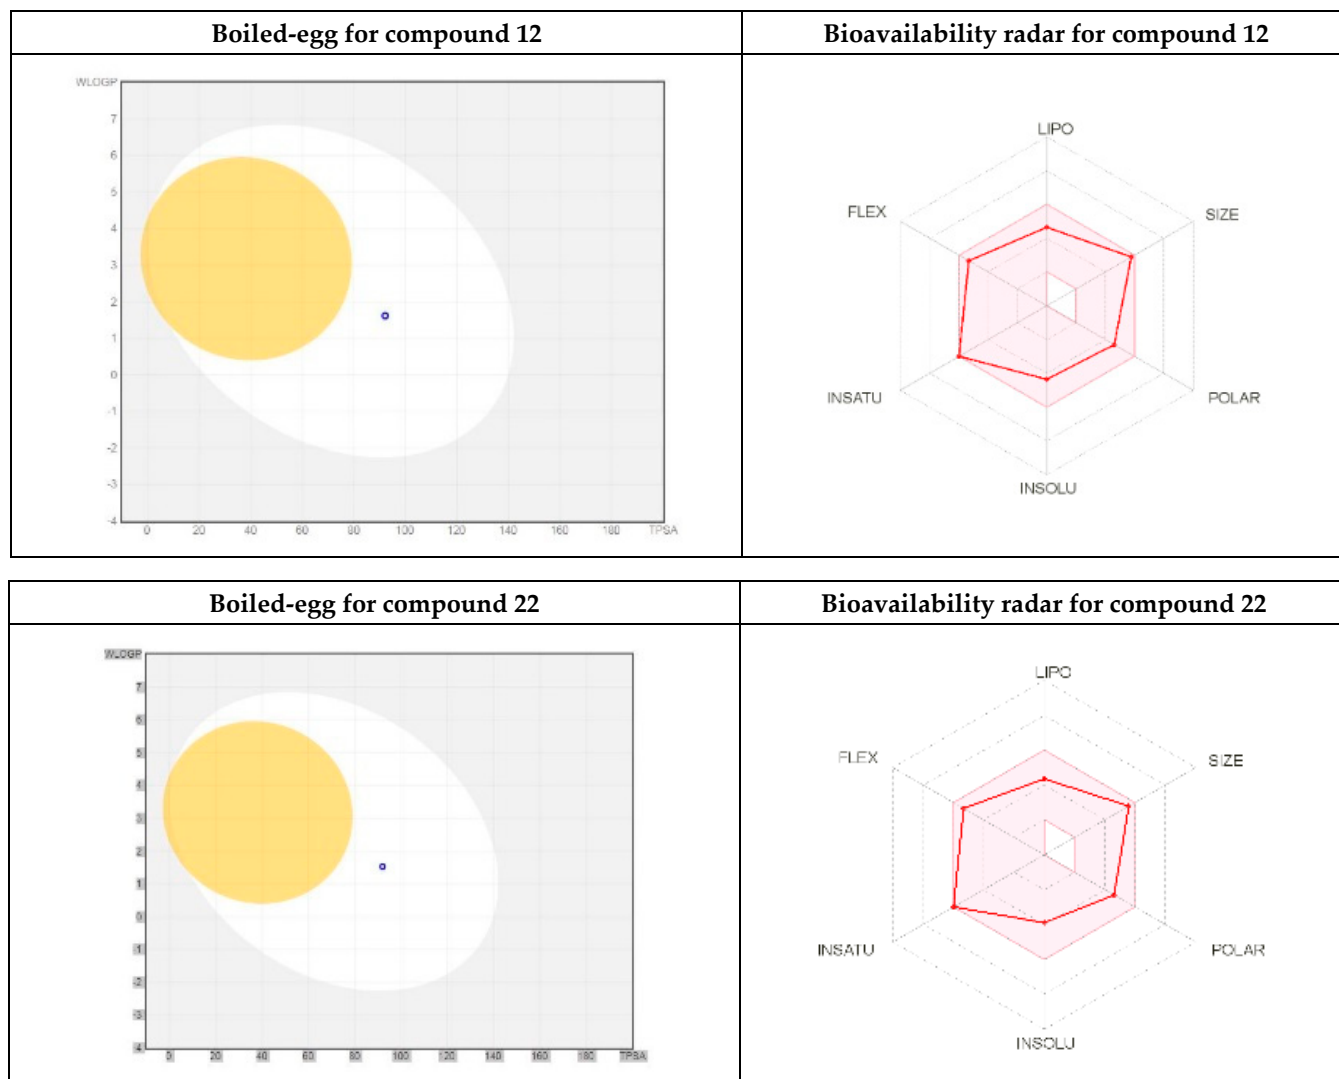 Boiled-egg for compound 12
Bioavailability radar for compound 12
WLOGP
7
6
5
4
3
2
1
0
-1
-2
-3
-4
0 20 40 60 80 100 120 140 160 180 TPSA
LIPO
FLEX
SIZE
INSATU
POLAR
INSOLU
Boiled-egg for compound 22
Bioavailability radar for compound 22
WLOGP
7
6
5
4
3
2
1
0
-1
-2
-3
-4
0 20 40 60 80 100 120 140 160 180 TPSA
LIPO
FLEX
SIZE
INSATU
POLAR
INSOLU